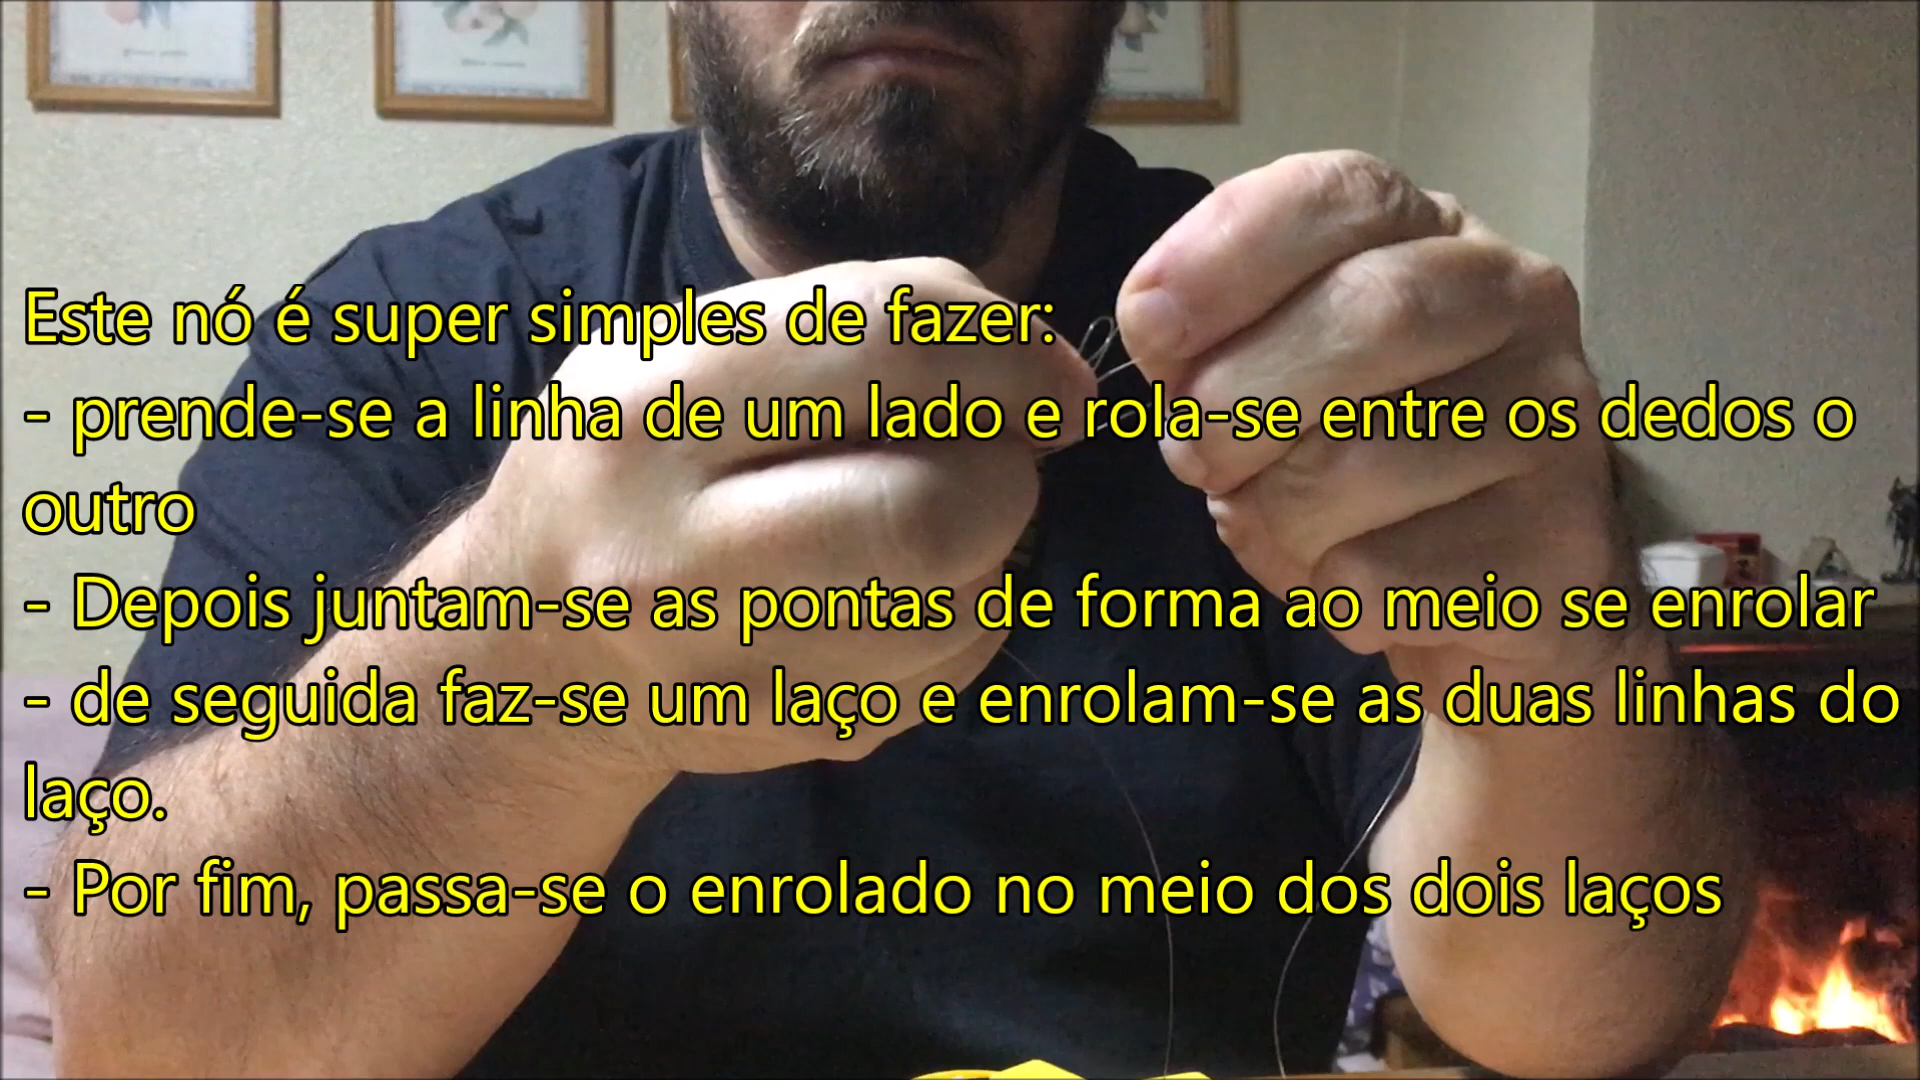 Este nó é super simples de fazer:
- prende-se a linha de um lado e rola-se entre os dedos o
outro
- Depois juntam-se as pontas de forma ao meio se enrolar
- de seguida faz-se um laço e enrolam-se as duas linhas do
laço.
- Por fim, passa-se o enrolado no meio dos dois laços